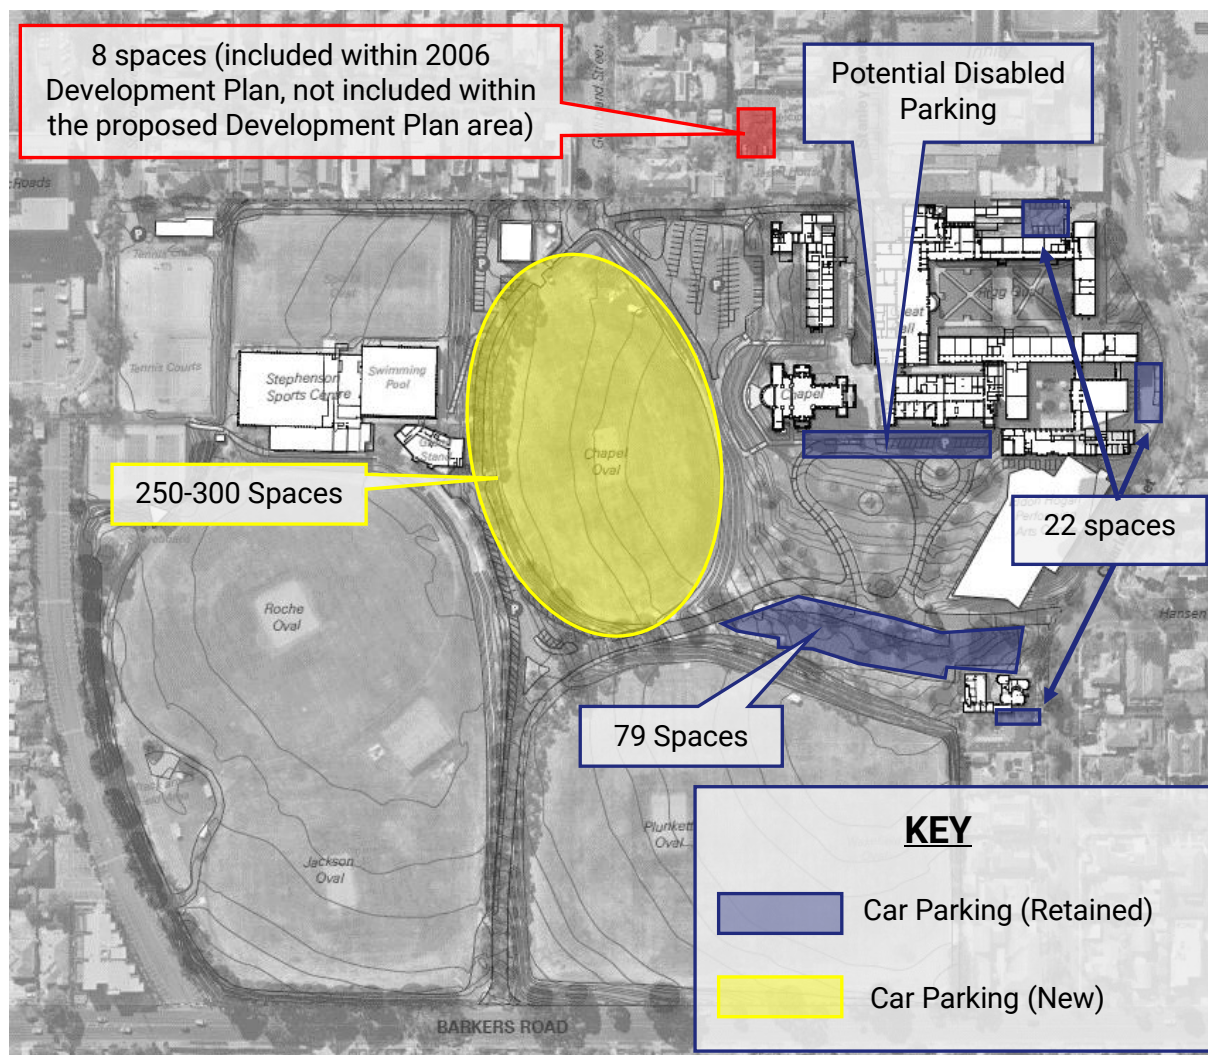 8 spaces (included within 2006
Development Plan, not included within
the proposed Development Plan area)
Potential Disabled
Parking
Roads
P
P
P
Tennis Courts
Stephenson
Sports Centre
Swimming
Pool
Chapel
P
Chapel
Oval
250-300 Spaces
22 spaces
Roche
Oval
P
Hansen
79 Spaces
Plunkett
Oval
Jackson
Oval
KEY
Car Parking (Retained)
Car Parking (New)
BARKERS ROAD